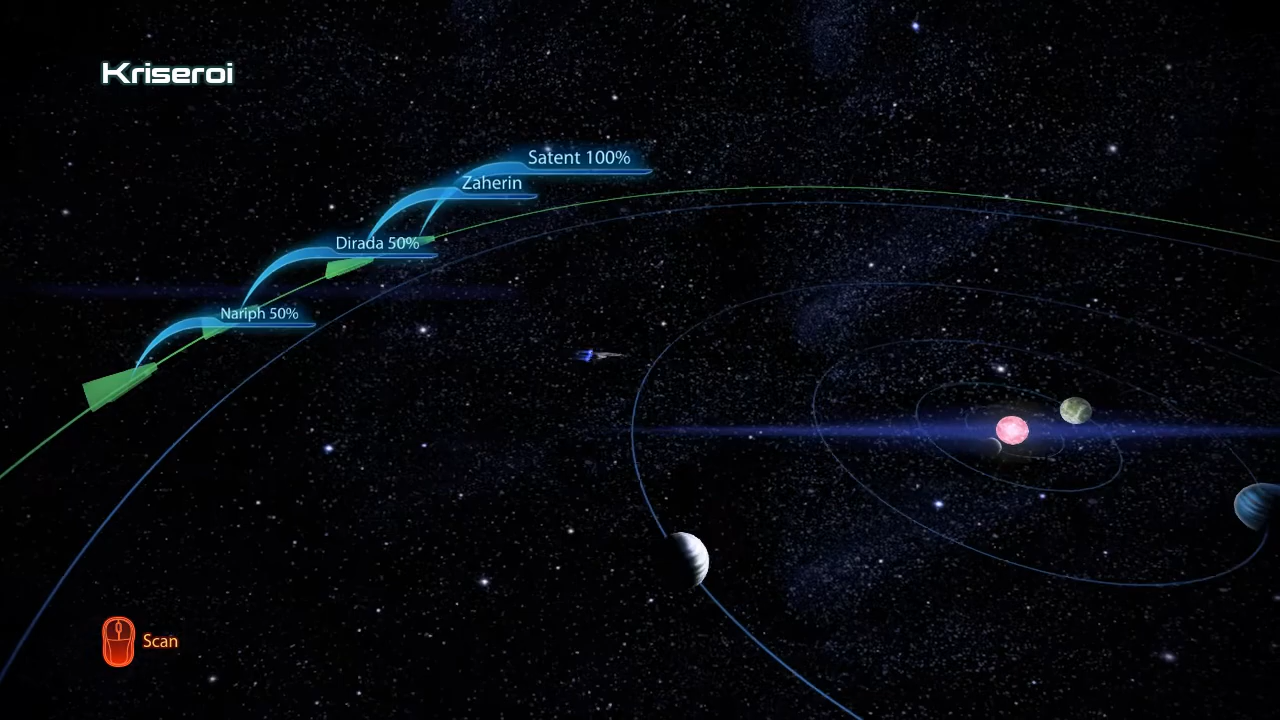 Kriseroi
Satent 100%
Zaherin
Dirada 50%
Nariph 50%
Scan